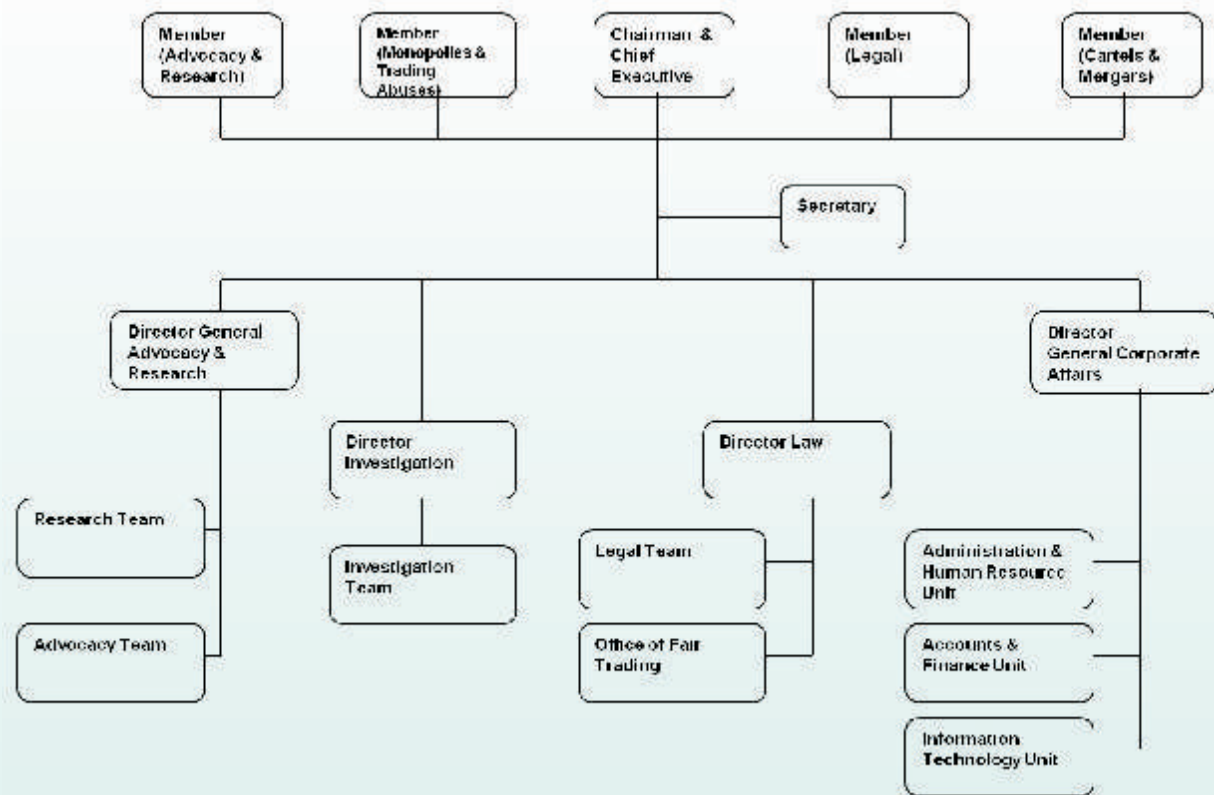 Member
(Advocacy &
Research)
Member
(Monopolies &
Trading
Abuses)
Chairman &
Chief
Executive
Member
(Legal)
Member
(Cartels &
Mergers)
Secretary
Director General
Advocacy &
Research
Director
General Corporate
Affairs
Director
Investigation
Director Law
Research Team
Investigation
Team
Legal Team
Administration &
Human Resource
Unit
Advocacy Team
Office of Fair
Trading
Accounts &
Finance Unit
Information
Technology Unit